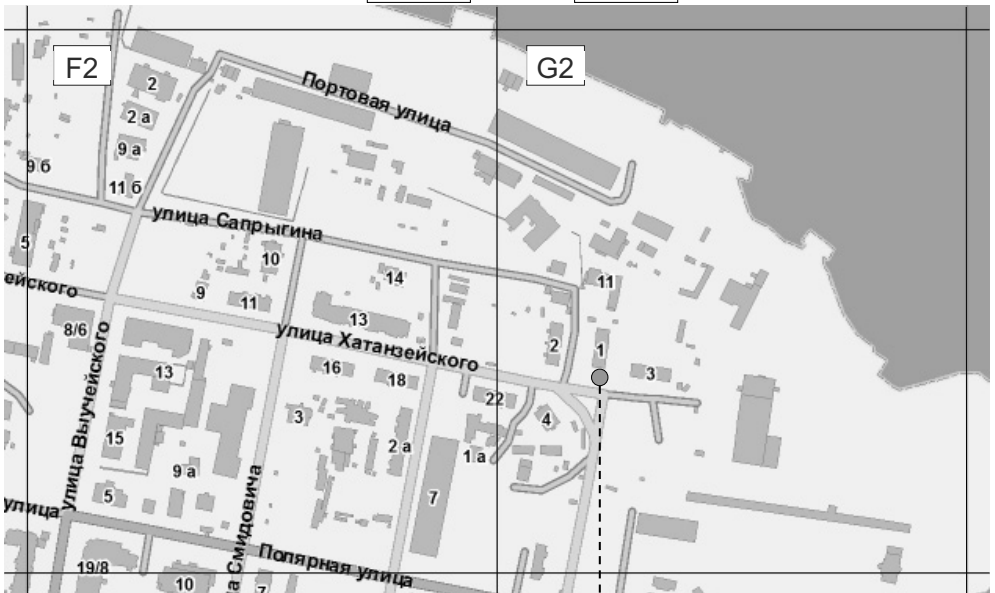 F2
G2
2
Портовая улица
2 а
9 а
9 б
11 б
улица Сапрыгина
5
10
14
11
ейского
9
11
13
8/6
улица Хатанзейского
2
1
13
16
18
3
улица Выучейского
22
3
4
15
2 а
1 а
9 а
7
5
улица
а Смидовича
Полярная улица
19/8
10
7